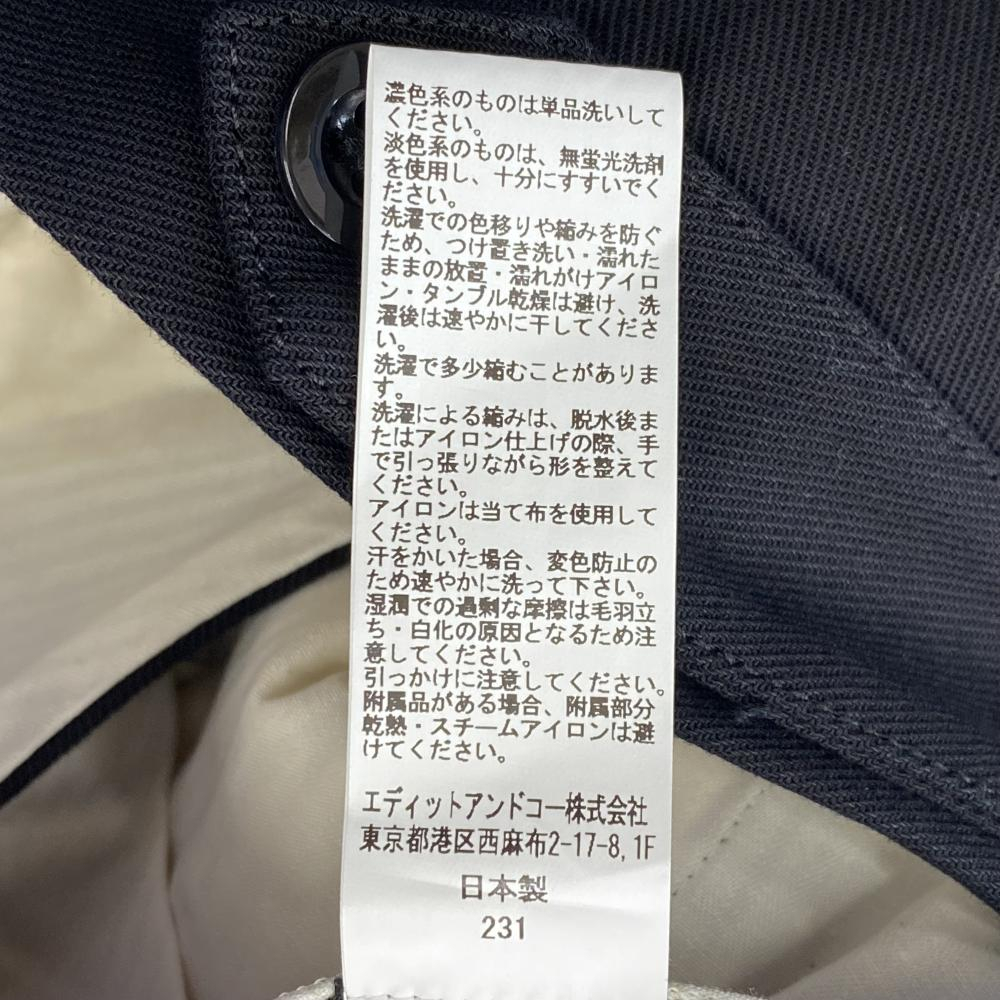 濃色系のものは単品洗いして
ください。
淡色系のものは、無蛍光洗剤
を使用し、十分にすすいでく
ださい。
洗濯での色移りや縮みを防ぐ
ため、つけ置き洗い・濡れた
ままの放置・濡れがけアイロ
ン・タンブル乾燥は避け、洗
濯後は速やかに干してくださ
い。
洗濯で多少縮むことがありま
す。
洗濯による縮みは、脱水後ま
たはアイロン仕上げの際、手
で引っ張りながら形を整えて
ください。
アイロンは当て布を使用して
ください。
汗をかいた場合、変色防止の
ため速やかに洗って下さい。
湿潤での過剰な摩擦は毛羽立
ち・白化の原因となるため注
意してください。
引っかけに注意してください。
附属品がある場合、附属部分
乾熱・スチームアイロンは避
けてください。
エディットアンドコー株式会社
東京都港区西麻布2-17-8,1F
日本製
231